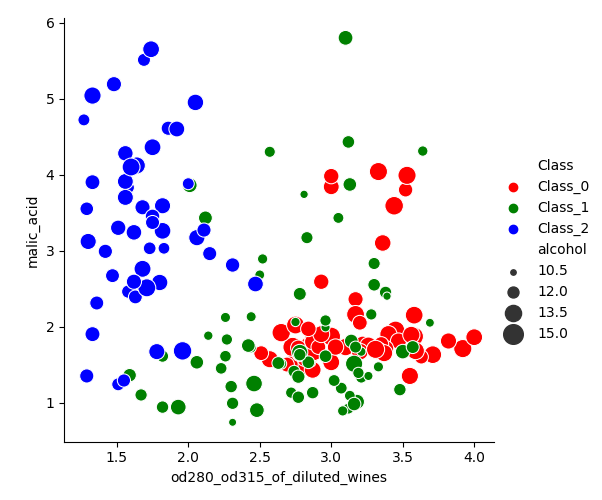 6
5
4
3
2
1
malic_acid
1.5 2.0 2.5 3.0 3.5 4.0
od280_od315_of_diluted_wines
Class
Class_0
Class_1
Class_2
alcohol
10.5
12.0
13.5
15.0